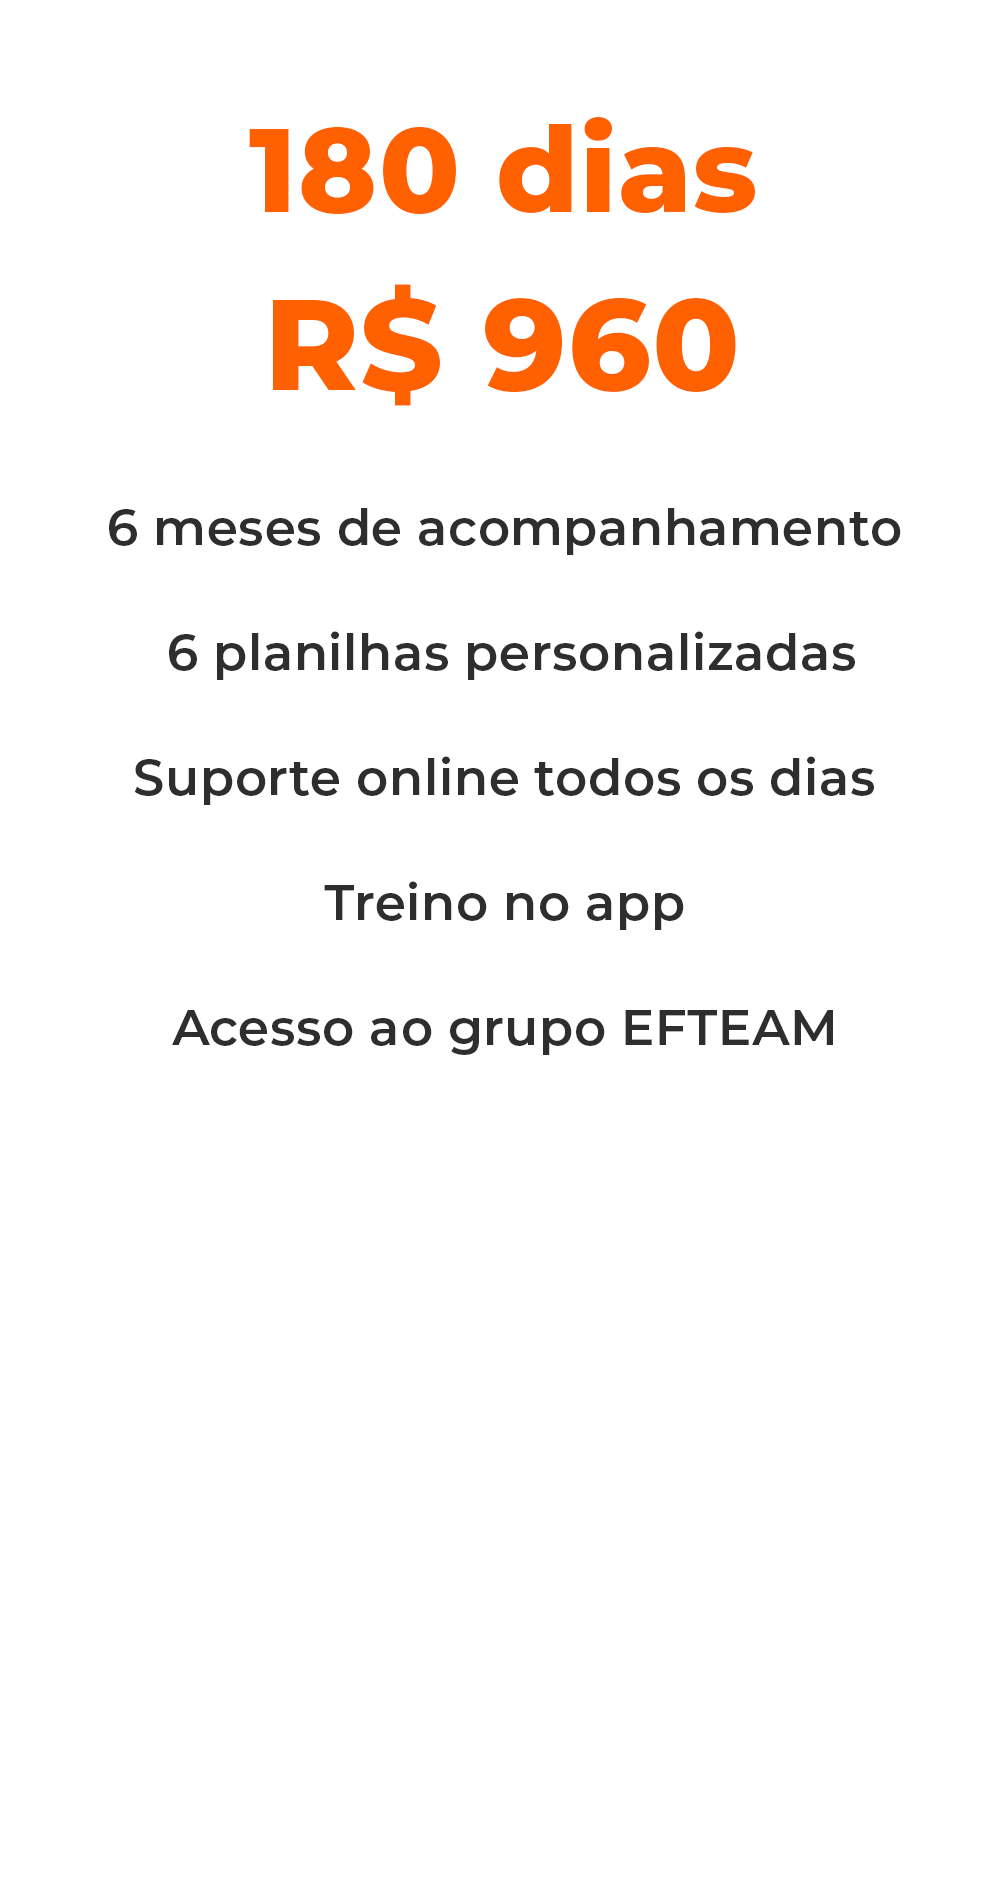 180 dias
R$ 960
6 meses de acompanhamento
6 planilhas personalizadas
Suporte online todos os dias
Treino no app
Acesso ao grupo EFTEAM